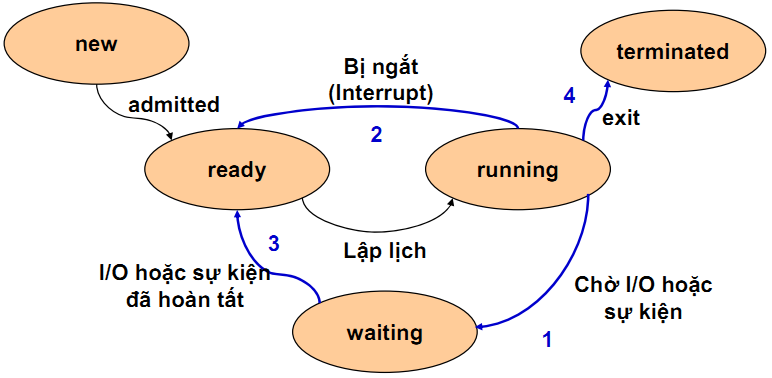 new
terminated
Bị ngắt
(Interrupt)
4
admitted
exit
2
ready
running
3
Lập lịch
I/O hoặc sự kiện
đã hoàn tất
Chờ I/O hoặc
sự kiện
waiting
1